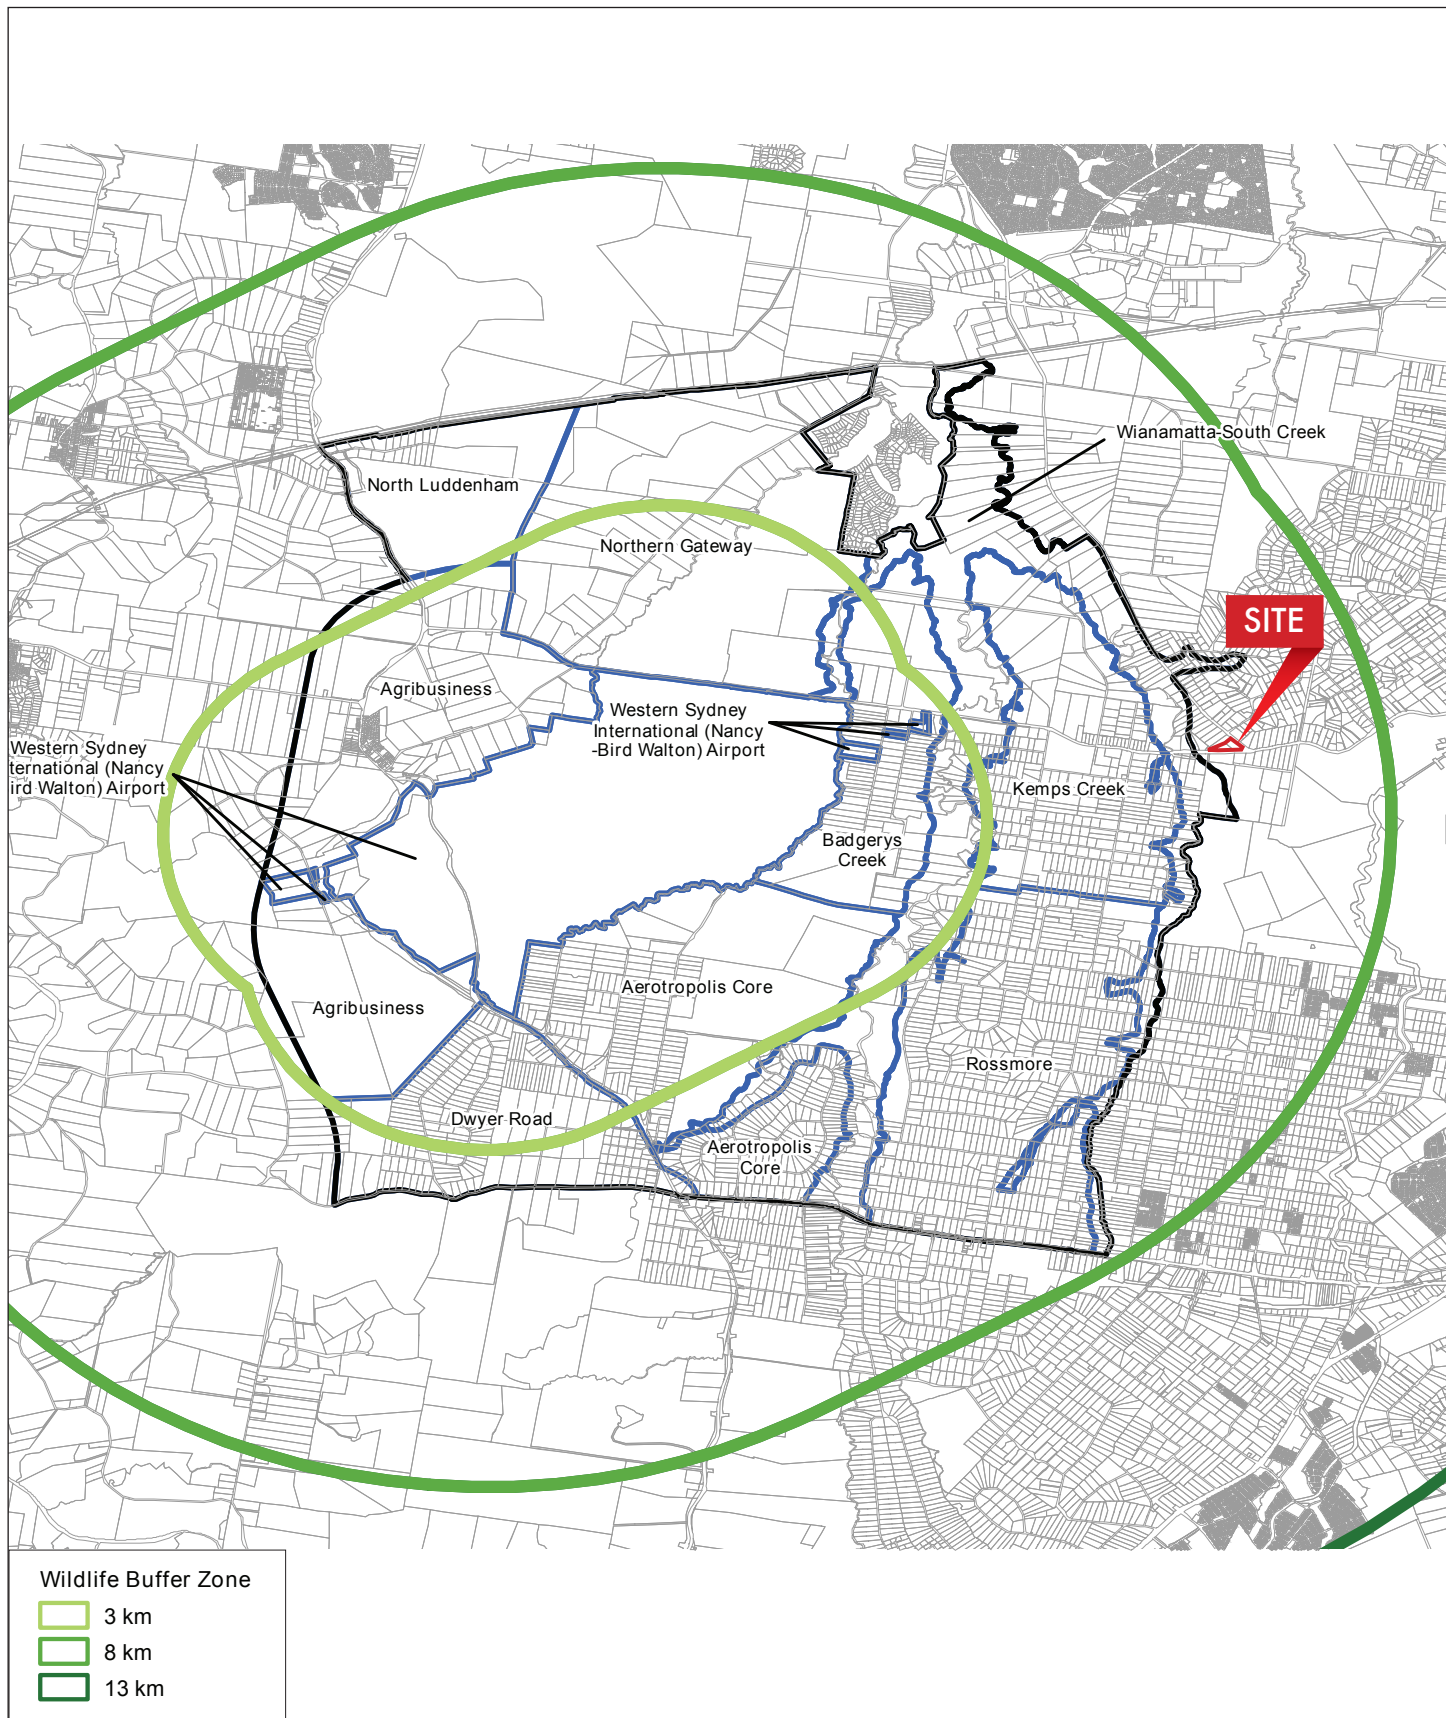 Wianamatta-South Creek
North Luddenham
Northern Gateway
SITE
Agribusiness
Western Sydney
International (Nancy
-Bird Walton) Airport
Western Sydney
ternational (Nancy
ird Walton) Airport
Kemps Creek
Badgerys
Creek
Aerotropolis Core
Agribusiness
Rossmore
Dwyer Road
Aerotropolis
Core
Wildlife Buffer Zone
3 km
8 km
13 km